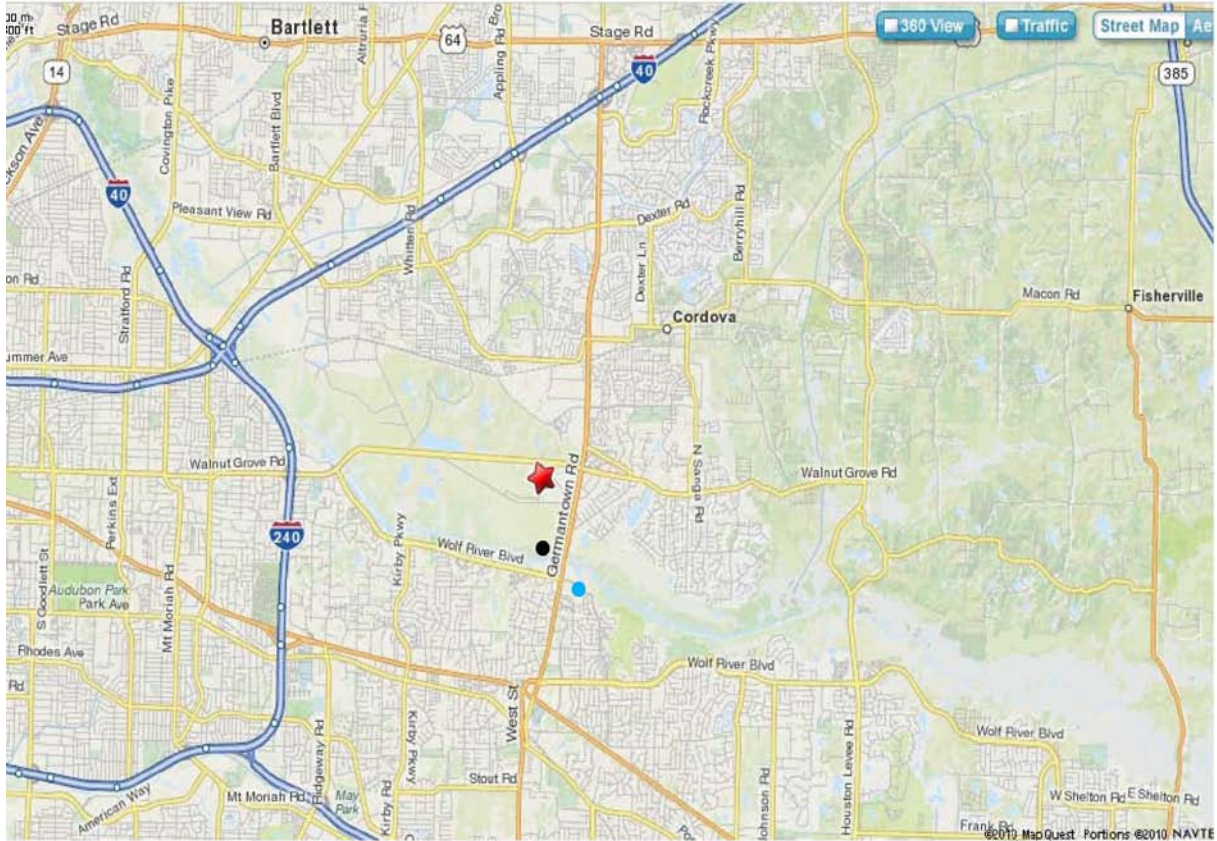 Stage Rd
Bartlett
64
Altruria
Appling Rd
Stage Rd
360 View
Traffic
Street Map
14
40
Rockcreek Pkwy
385
Covington Pike
Bartlett Blvd
40
Pleasant View Rd
Whitten Rd
Dexter Rd
Berryhill Rd
Dexter Ln
Stratford Rd
Macon Rd
Fisherville
Cordova
Walnut Grove Rd
Germantown Rd
N Sanga Rd
Walnut Grove Rd
Perkins Ext
240
Kirby Pkwy
Wolf River Blvd
S Goodlett St
Audubon Park
Park Ave
Mt Moriah Rd
Rhodes Ave
Rd
Wolf River Blvd
West St
Houston Levee Rd
Wolf River Blvd
Kirby Pkwy
Ridgeway Rd
Stout Rd
American Way
Mt Moriah Rd
May
Park
Kirby Rd
Johnson Rd
W Shelton Rd
E Shelton Rd
Frank Rd
©2010 MapQuest Portions ©2010 NAVTE